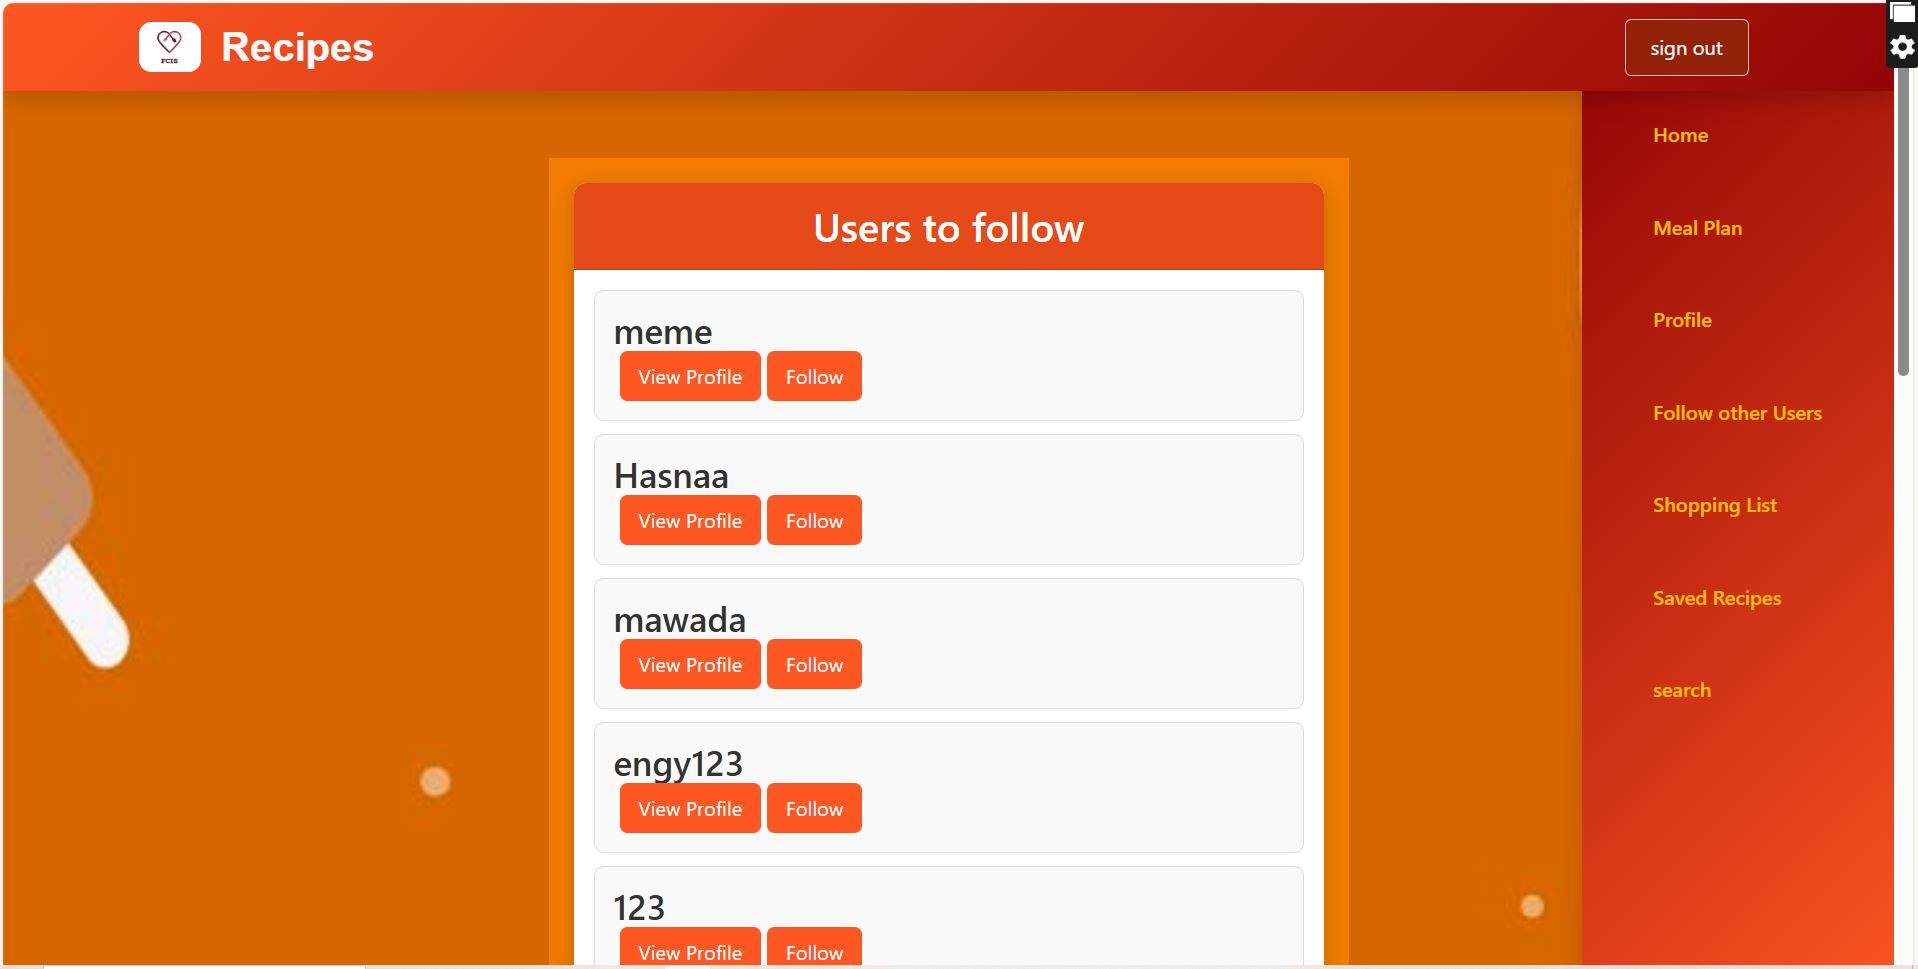 FCIS
Recipes
sign out
Users to follow
meme
View Profile Follow
Hasnaa
View Profile Follow
mawada
View Profile Follow
engy123
View Profile Follow
123
View Profile Follow
Home
Meal Plan
Profile
Follow other Users
Shopping List
Saved Recipes
search